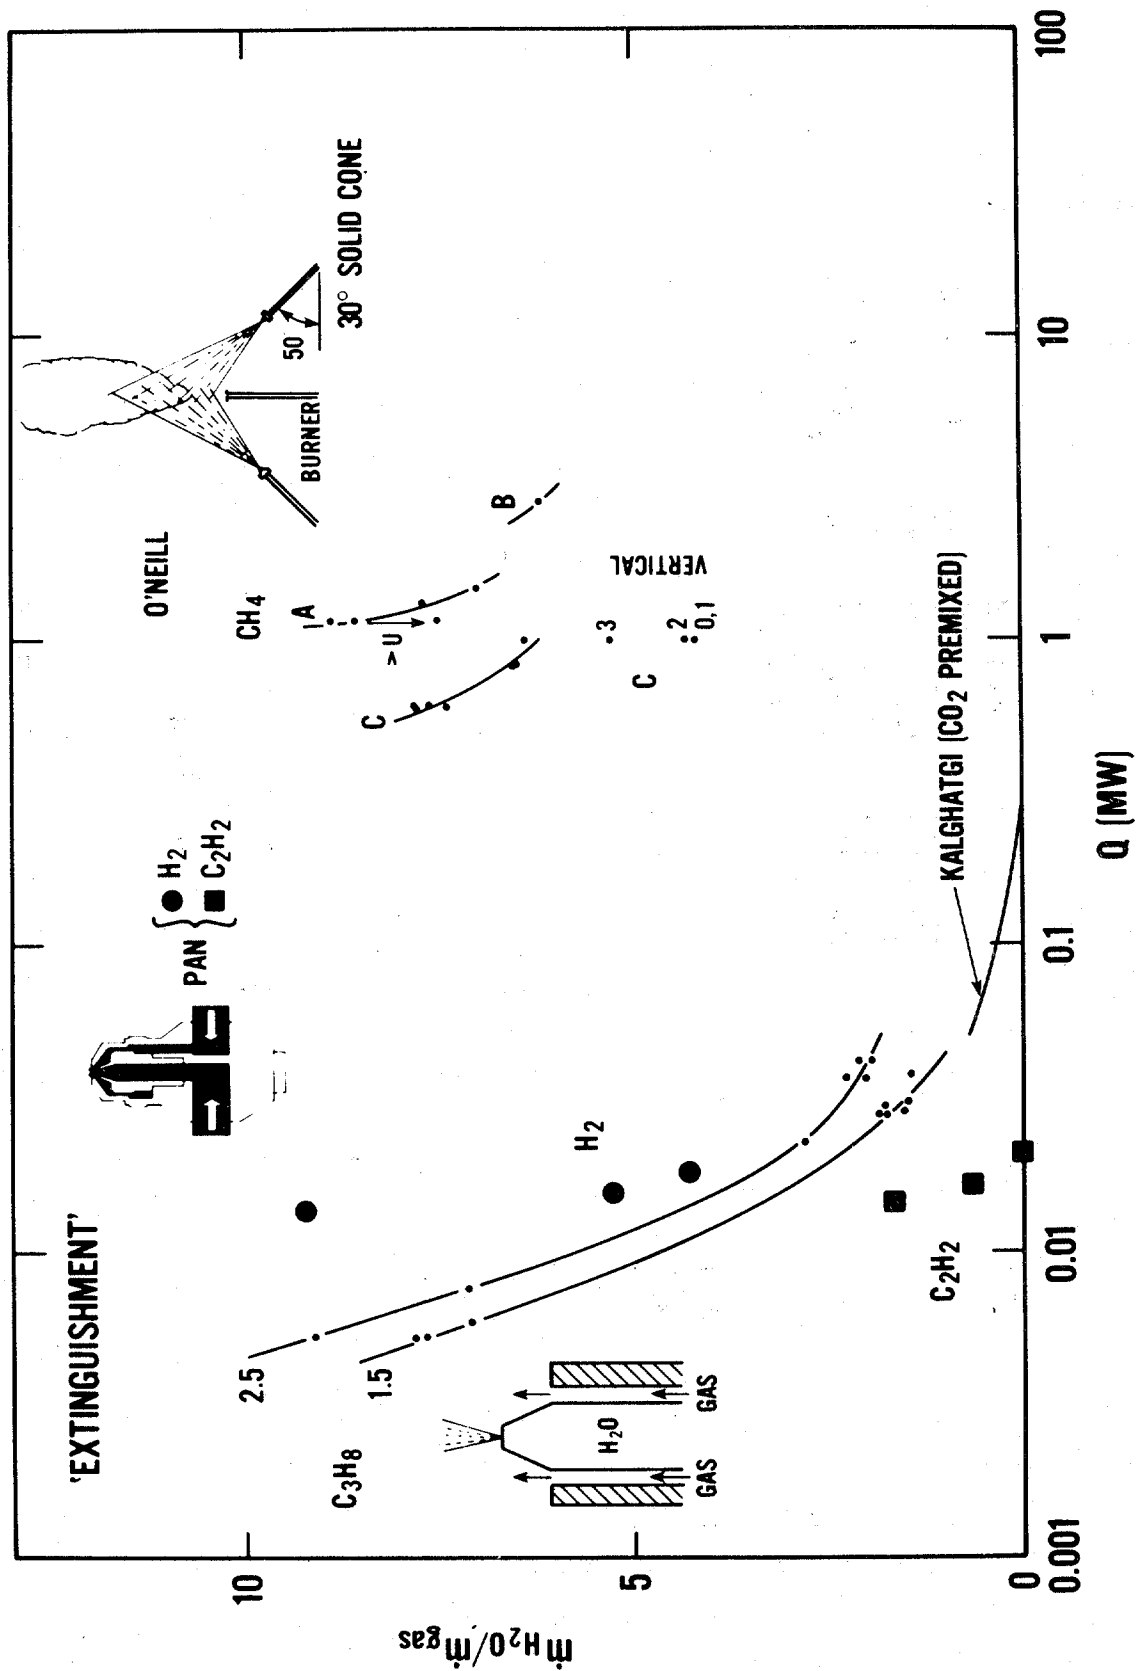 'EXTINGUISHMENT'
PAN
H2
C2H2
O'NEILL
CH4
BURNER
50
30° SOLID CONE
10
5
0
ṁH2O/ṁgas
2.5
1.5
C3H8
H2O
GAS
GAS
H2
C2H2
C
A
<U
B
C
3
2
0,1
VERTICAL
KALGHATGI (CO2 PREMIXED)
0.001
0.01
0.1
1
10
100
Q (MW)